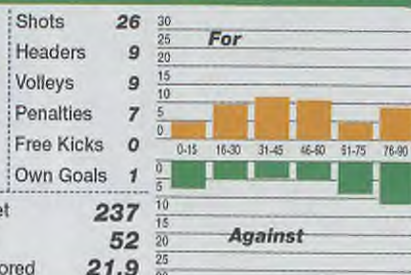 Shots 26
Headers 9
Volleys 9
Penalties 7
Free Kicks 0
Own Goals 1
et 237
52
ored 21.9
For
30
25
20
15
10
5
0
0-15 16-30 31-45 46-60 61-75 76-90
0
5
10
15
20
25
Against